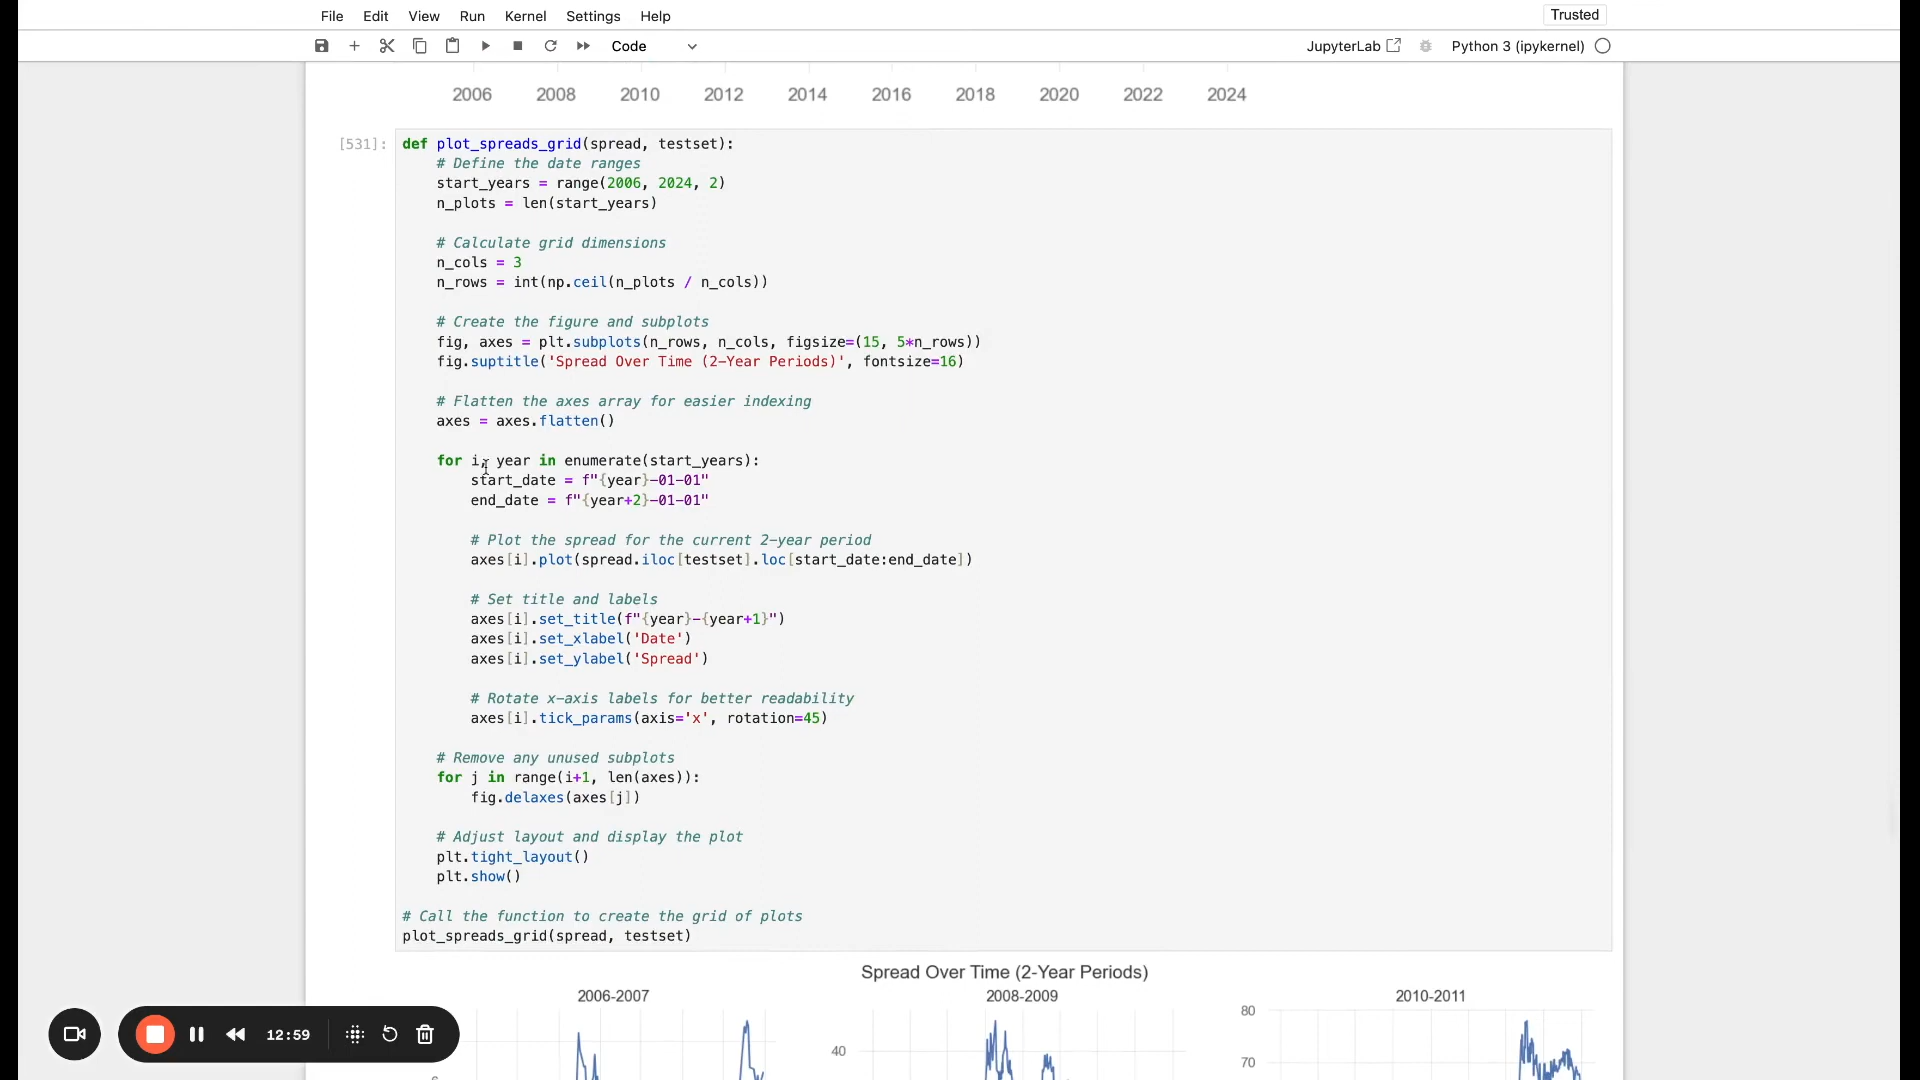 File Edit View Run Kernel Settings Help
Trusted
Code
JupyterLab
Python 3 (ipykernel)
2006 2008 2010 2012 2014 2016 2018 2020 2022 2024
[531]:
def plot_spreads_grid(spread, testset):
# Define the date ranges
start_years = range(2006, 2024, 2)
n_plots = len(start_years)
# Calculate grid dimensions
n_cols = 3
n_rows = int(np.ceil(n_plots / n_cols))
# Create the figure and subplots
fig, axes = plt.subplots(n_rows, n_cols, figsize=(15, 5*n_rows))
fig.suptitle('Spread Over Time (2-Year Periods)', fontsize=16)
# Flatten the axes array for easier indexing
axes = axes.flatten()
for i, year in enumerate(start_years):
start_date = f"{year}-01-01"
end_date = f"{year+2}-01-01"
# Plot the spread for the current 2-year period
axes[i].plot(spread.iloc[testset].loc[start_date:end_date])
# Set title and labels
axes[i].set_title(f"{year}-{year+1}")
axes[i].set_xlabel('Date')
axes[i].set_ylabel('Spread')
# Rotate x-axis labels for better readability
axes[i].tick_params(axis='x', rotation=45)
# Remove any unused subplots
for j in range(i+1, len(axes)):
fig.delaxes(axes[j])
# Adjust layout and display the plot
plt.tight_layout()
plt.show()
# Call the function to create the grid of plots
plot_spreads_grid(spread, testset)
Spread Over Time (2-Year Periods)
2006-2007 2008-2009 2010-2011
80
40
70
12:59